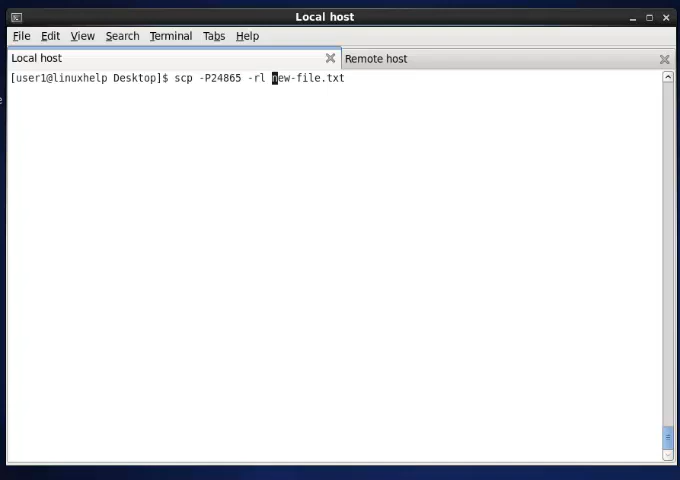 Local host
File Edit View Search Terminal Tabs Help
Local host Remote host
[user1@linuxhelp Desktop]$ scp -P24865 -rl new-file.txt